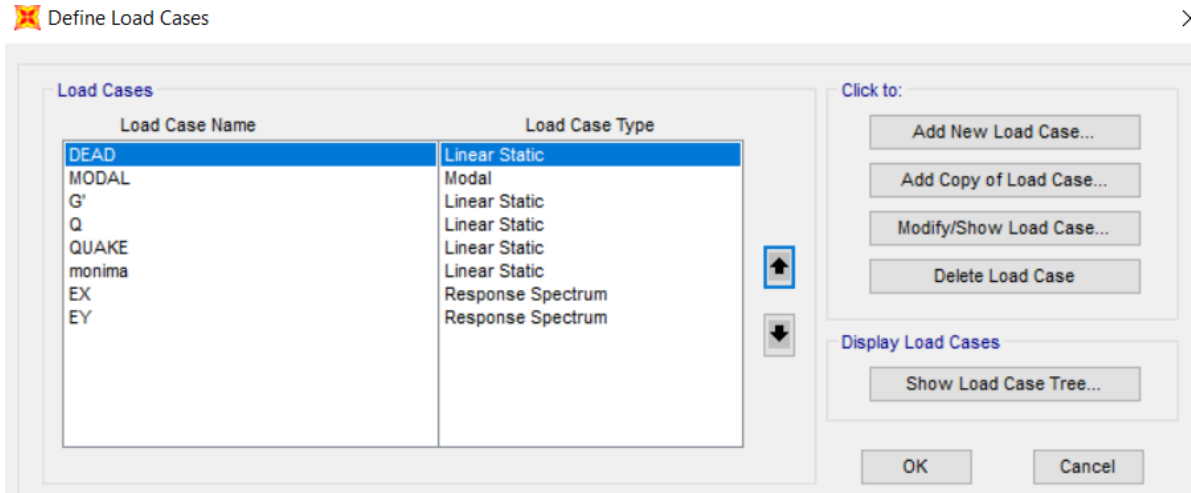 Define Load Cases
Load Cases
Click to:
Load Case Name Load Case Type
Add New Load Case...
DEAD Linear Static
MODAL Modal
Add Copy of Load Case...
G' Linear Static
Q Linear Static
Modify/Show Load Case...
QUAKE Linear Static
monima Linear Static
Delete Load Case
EX Response Spectrum
EY Response Spectrum
Display Load Cases
Show Load Case Tree...
OK Cancel